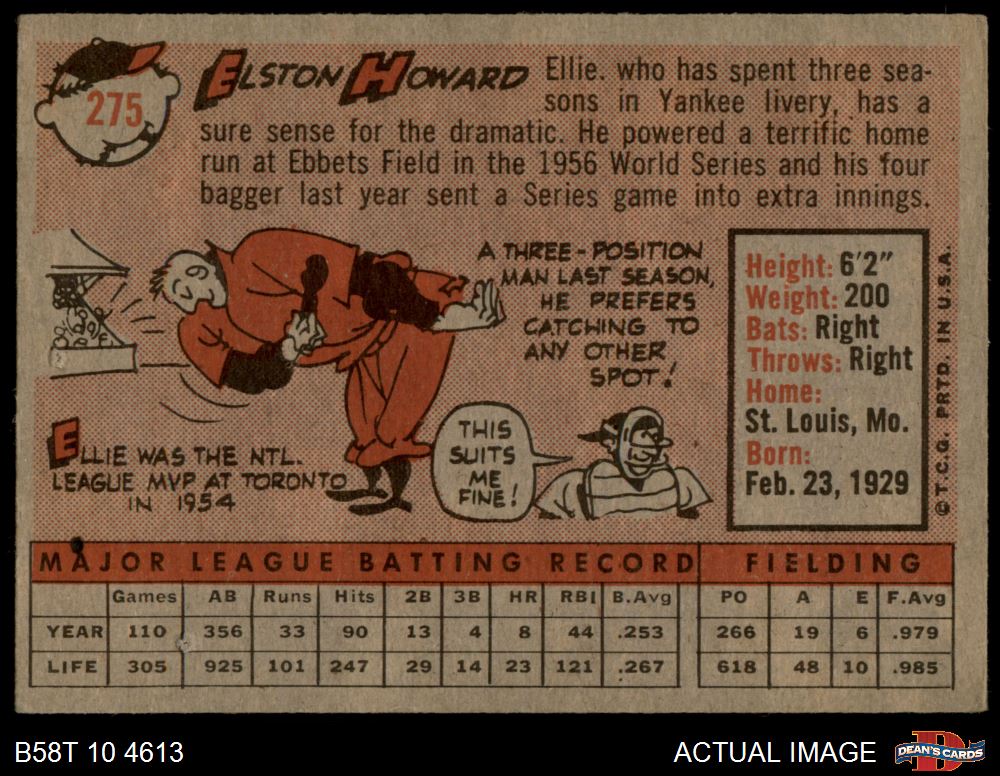 275
ELSTON HOWARD
Ellie. who has spent three sea-
sons in Yankee livery, has a
sure sense for the dramatic. He powered a terrific home
run at Ebbets Field in the 1956 World Series and his four
bagger last year sent a Series game into extra innings.
A THREE-POSITION
MAN LAST SEASON,
HE PREFERS
CATCHING TO
ANY OTHER
SPOT!
ELLIE WAS THE NTL.
LEAGUE MVP AT TORONTO
IN 1954
THIS
SUITS
ME
FINE!
Height: 6'2"
Weight: 200
Bats: Right
Throws: Right
Home:
St. Louis, Mo.
Born:
Feb. 23, 1929
© T.C.G. PRTD. IN U.S.A.
MAJOR LEAGUE BATTING RECORD FIELDING
Games AB Runs Hits 2B 3B HR RBI B.Avg PO A E F.Avg
YEAR 110 356 33 90 13 4 8 44 .253 266 19 6 .979
LIFE 305 925 101 247 29 14 23 121 .267 618 48 10 .985
B58T 10 4613 ACTUAL IMAGE
D
DEAN'S CARDS